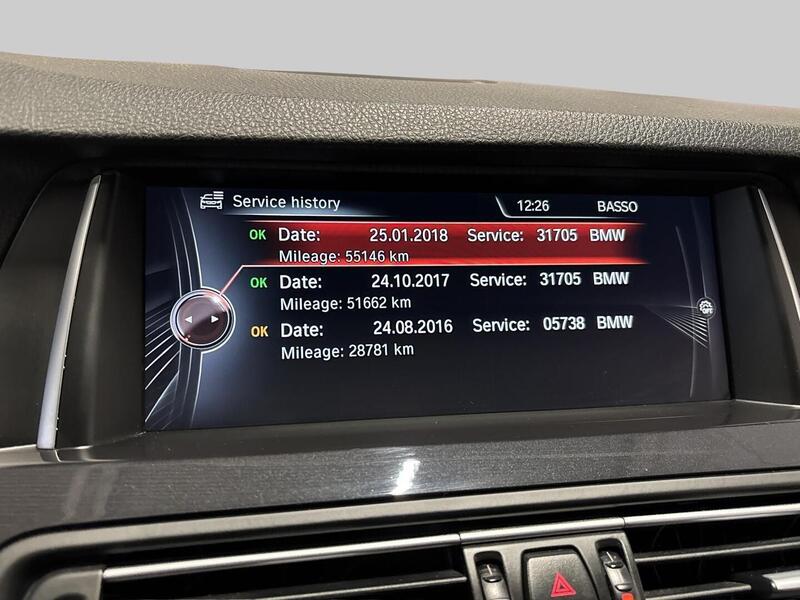 Service history 12:26 BASSO
OK Date: 25.01.2018 Service: 31705 BMW
Mileage: 55146 km
OK Date: 24.10.2017 Service: 31705 BMW
Mileage: 51662 km
OK Date: 24.08.2016 Service: 05738 BMW
Mileage: 28781 km
OFF